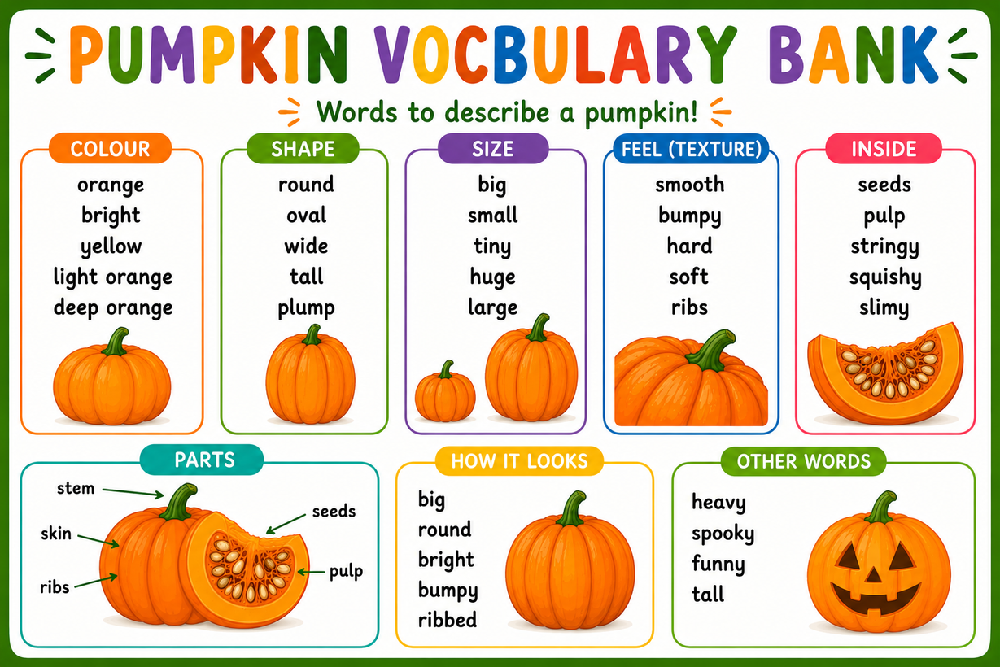 PUMPKIN VOCBULARY BANK
Words to describe a pumpkin!
COLOUR
orange
bright
yellow
light orange
deep orange
SHAPE
round
oval
wide
tall
plump
SIZE
big
small
tiny
huge
large
FEEL (TEXTURE)
smooth
bumpy
hard
soft
ribs
INSIDE
seeds
pulp
stringy
squishy
slimy
PARTS
stem
skin
ribs
seeds
pulp
HOW IT LOOKS
big
round
bright
bumpy
ribbed
OTHER WORDS
heavy
spooky
funny
tall